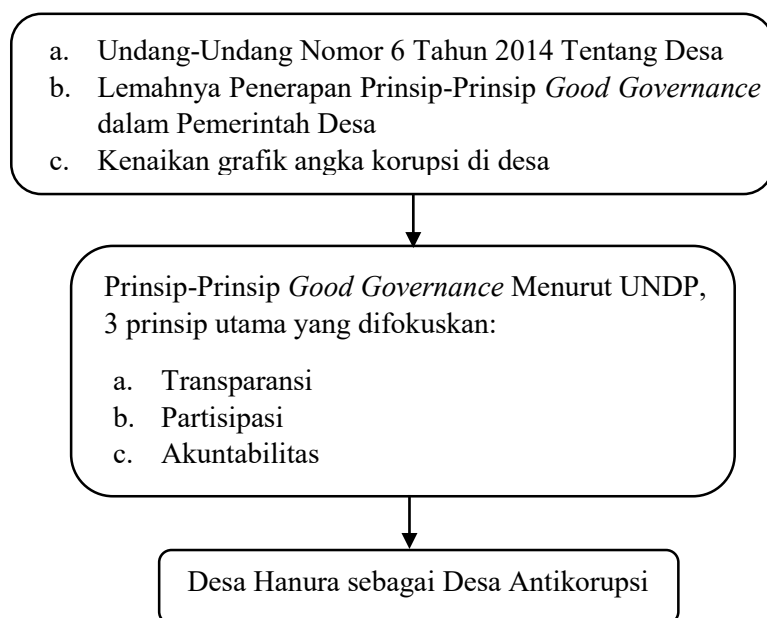 a. Undang-Undang Nomor 6 Tahun 2014 Tentang Desa
b. Lemahnya Penerapan Prinsip-Prinsip Good Governance
dalam Pemerintah Desa
c. Kenaikan grafik angka korupsi di desa
Prinsip-Prinsip Good Governance Menurut UNDP,
3 prinsip utama yang difokuskan:
a. Transparansi
b. Partisipasi
c. Akuntabilitas
Desa Hanura sebagai Desa Antikorupsi